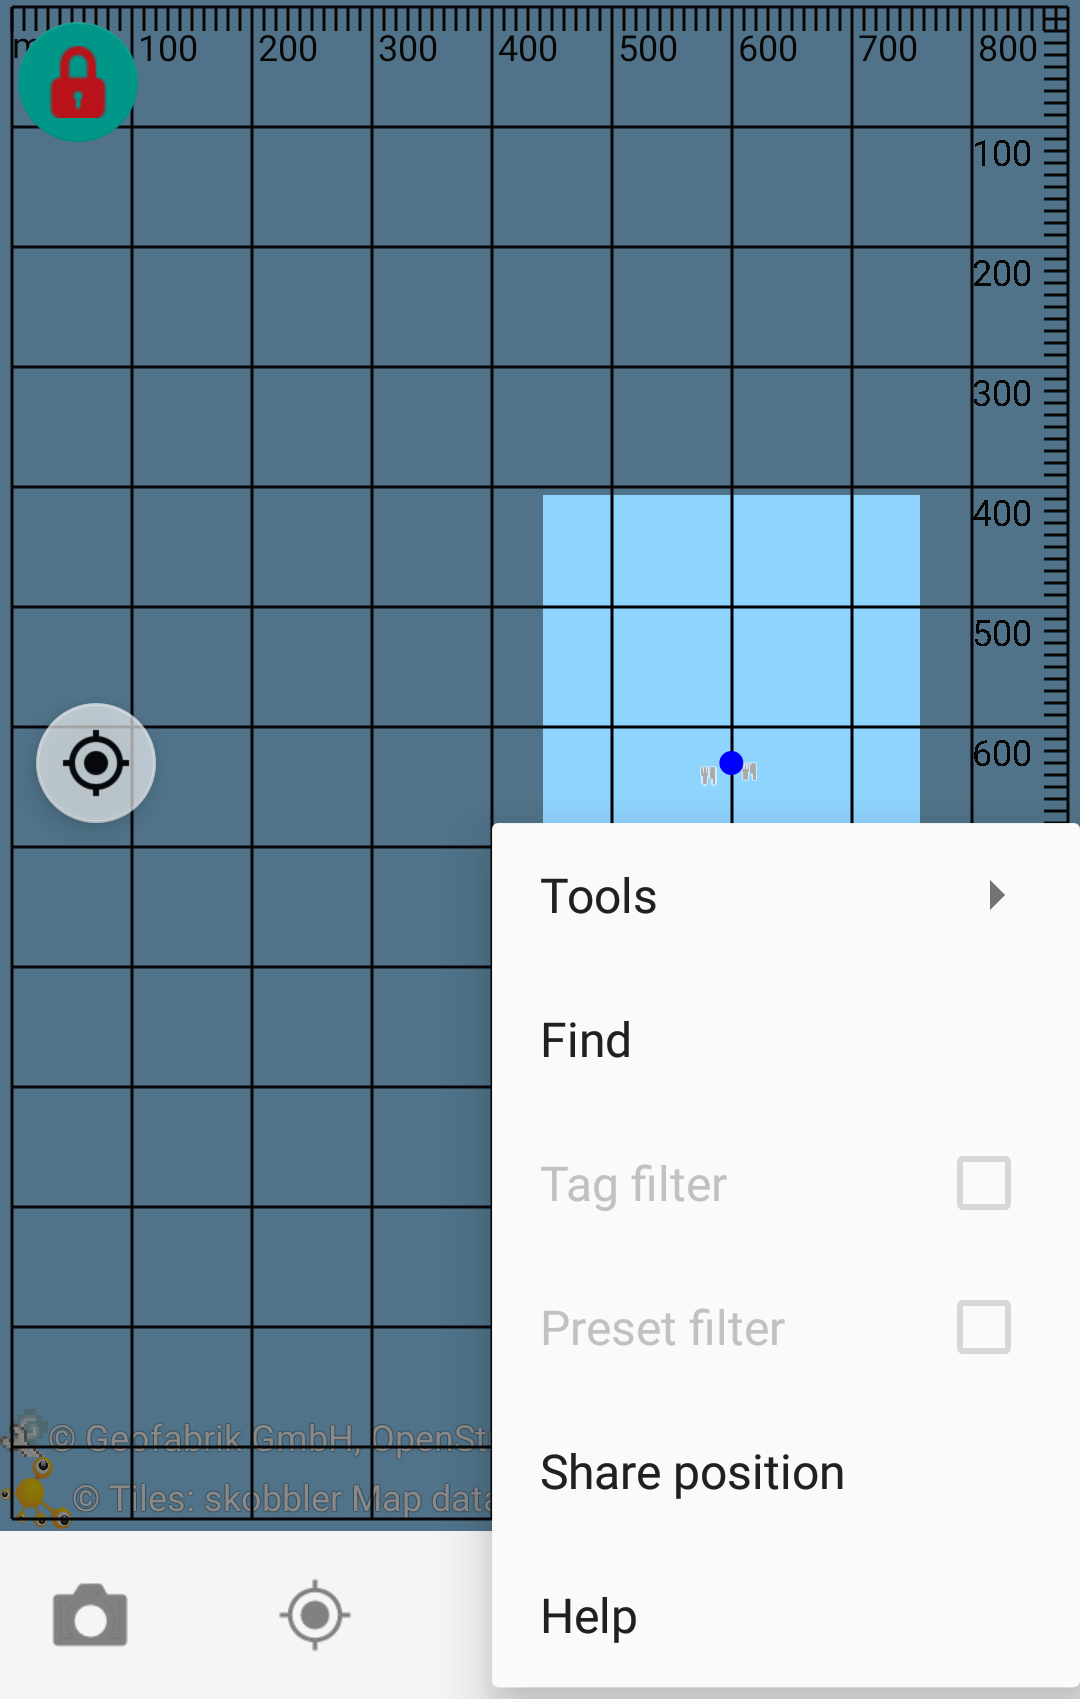 m 100 200 300 400 500 600 700 800
100
200
300
400
500
600
Tools
Find
Tag filter
Preset filter
© Geofabrik GmbH, OpenSt
Share position
© Tiles: skobbler Map data
Help